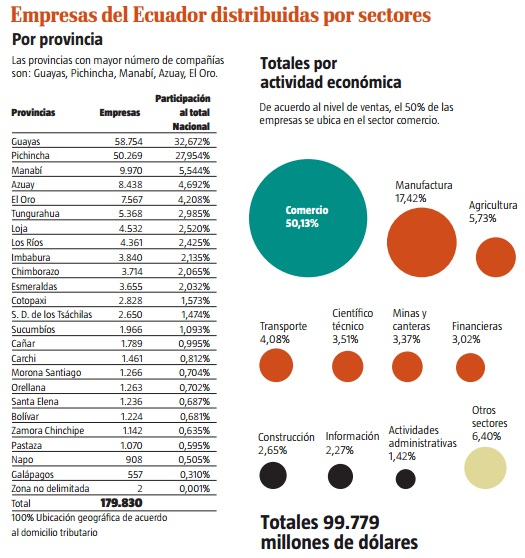 Empresas del Ecuador distribuidas por sectores
Por provincia
Las provincias con mayor número de compañías
son: Guayas, Pichincha, Manabí, Azuay, El Oro.
Provincias Empresas Participación al total Nacional
Guayas 58.754 32,672%
Pichincha 50.269 27,954%
Manabí 9.970 5,544%
Azuay 8.438 4,692%
El Oro 7.567 4,208%
Tungurahua 5.368 2,985%
Loja 4.532 2,520%
Los Ríos 4.361 2,425%
Imbabura 3.840 2,135%
Chimborazo 3.714 2,065%
Esmeraldas 3.655 2,032%
Cotopaxi 2.828 1,573%
S. D. de los Tsáchilas 2.650 1,474%
Sucumbíos 1.966 1,093%
Cañar 1.789 0,995%
Carchi 1.461 0,812%
Morona Santiago 1.266 0,704%
Orellana 1.263 0,702%
Santa Elena 1.236 0,687%
Bolívar 1.224 0,681%
Zamora Chinchipe 1.142 0,635%
Pastaza 1.070 0,595%
Napo 908 0,505%
Galápagos 557 0,310%
Zona no delimitada 2 0,001%
Total 179.830
100% Ubicación geográfica de acuerdo
al domicilio tributario
Totales por
actividad económica
De acuerdo al nivel de ventas, el 50% de las
empresas se ubica en el sector comercio.
Comercio
50,13%
Manufactura
17,42%
Agricultura
5,73%
Transporte
4,08%
Científico
técnico
3,51%
Minas y
canteras
3,37%
Financieras
3,02%
Construcción
2,65%
Información
2,27%
Actividades
administrativas
1,42%
Otros
sectores
6,40%
Totales 99.779
millones de dólares